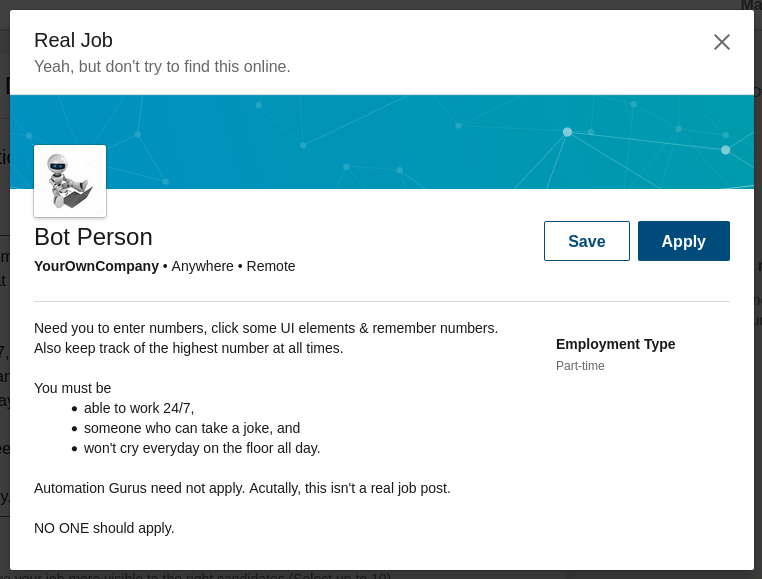 Real Job
Yeah, but don't try to find this online.
Bot Person
Save
Apply
YourOwnCompany • Anywhere • Remote
Need you to enter numbers, click some UI elements & remember numbers.
Also keep track of the highest number at all times.
Employment Type
Part-time
You must be
• able to work 24/7,
• someone who can take a joke, and
• won't cry everyday on the floor all day.
Automation Gurus need not apply. Acutally, this isn't a real job post.
NO ONE should apply.